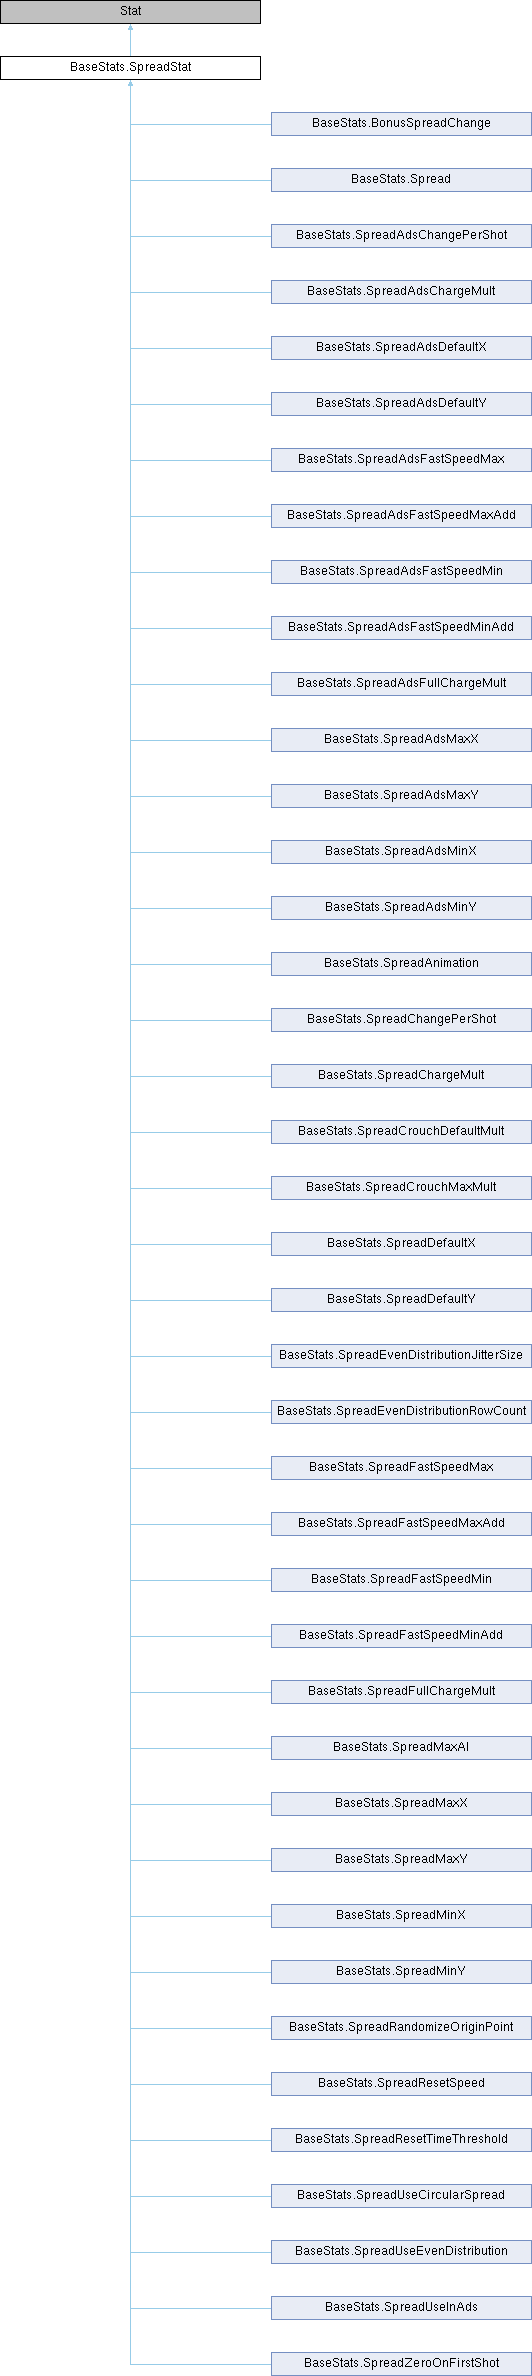 Stat
BaseStats.SpreadStat
BaseStats.BonusSpreadChange
BaseStats.Spread
BaseStats.SpreadAdsChangePerShot
BaseStats.SpreadAdsChargeMult
BaseStats.SpreadAdsDefaultX
BaseStats.SpreadAdsDefaultY
BaseStats.SpreadAdsFastSpeedMax
BaseStats.SpreadAdsFastSpeedMaxAdd
BaseStats.SpreadAdsFastSpeedMin
BaseStats.SpreadAdsFastSpeedMinAdd
BaseStats.SpreadAdsFullChargeMult
BaseStats.SpreadAdsMaxX
BaseStats.SpreadAdsMaxY
BaseStats.SpreadAdsMinX
BaseStats.SpreadAdsMinY
BaseStats.SpreadAnimation
BaseStats.SpreadChangePerShot
BaseStats.SpreadChargeMult
BaseStats.SpreadCrouchDefaultMult
BaseStats.SpreadCrouchMaxMult
BaseStats.SpreadDefaultX
BaseStats.SpreadDefaultY
BaseStats.SpreadEvenDistributionJitterSize
BaseStats.SpreadEvenDistributionRowCount
BaseStats.SpreadFastSpeedMax
BaseStats.SpreadFastSpeedMaxAdd
BaseStats.SpreadFastSpeedMin
BaseStats.SpreadFastSpeedMinAdd
BaseStats.SpreadFullChargeMult
BaseStats.SpreadMaxAI
BaseStats.SpreadMaxX
BaseStats.SpreadMaxY
BaseStats.SpreadMinX
BaseStats.SpreadMinY
BaseStats.SpreadRandomizeOriginPoint
BaseStats.SpreadResetSpeed
BaseStats.SpreadResetTimeThreshold
BaseStats.SpreadUseCircularSpread
BaseStats.SpreadUseEvenDistribution
BaseStats.SpreadUseInAds
BaseStats.SpreadZeroOnFirstShot